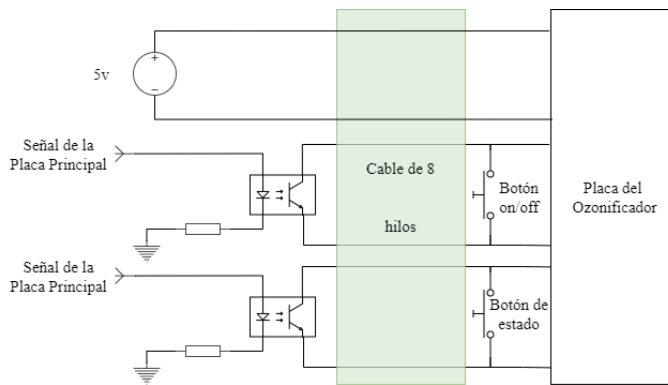 5v
Señal de la
Placa Principal
Cable de 8
hilos
Botón
on/off
Placa del
Ozonificador
Señal de la
Placa Principal
Botón de
estado